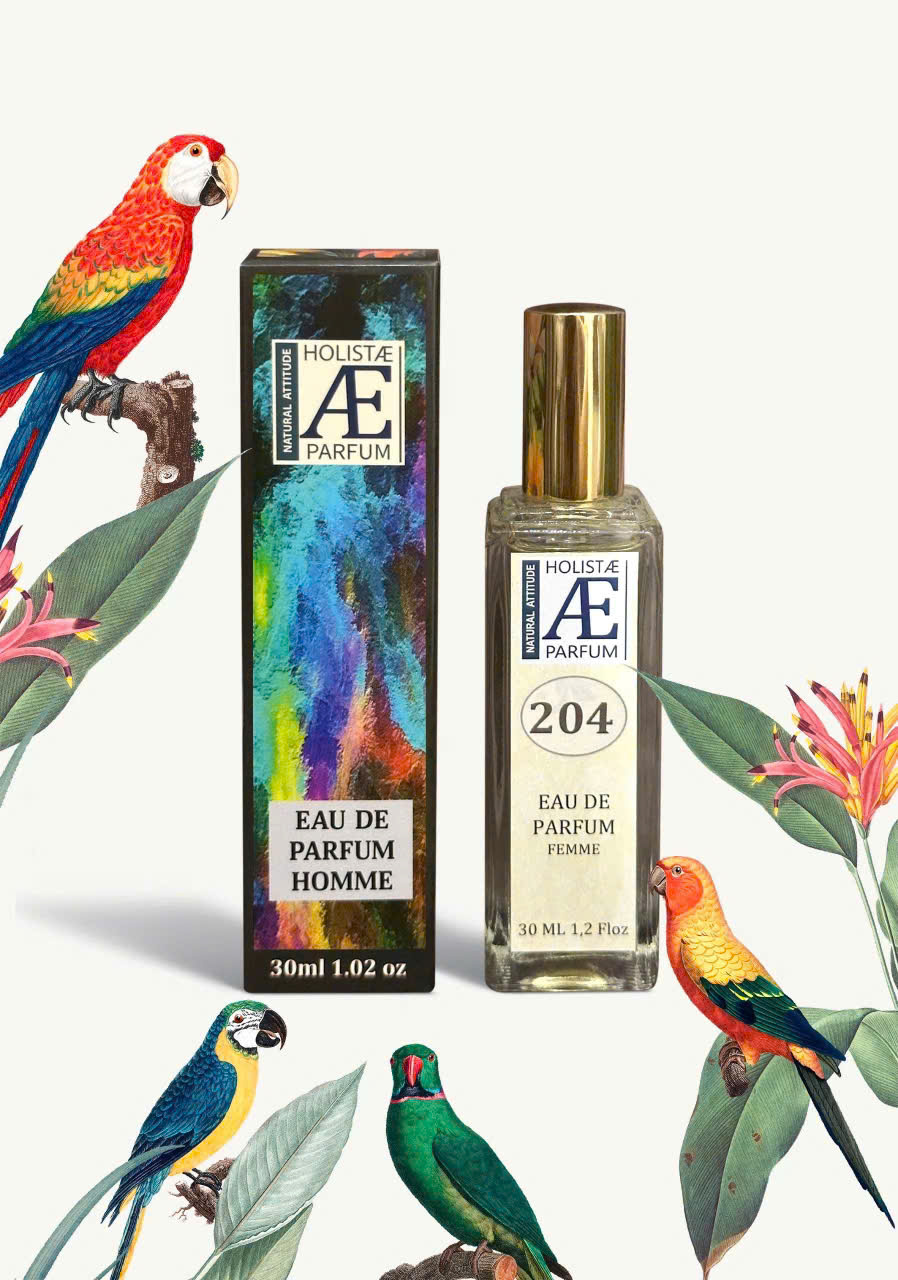 HOLISTÆ
NATURAL ATTITUDE
Æ
PARFUM
EAU DE
PARFUM
HOMME
30ml 1.02 oz
HOLISTÆ
NATURAL ATTITUDE
Æ
PARFUM
204
EAU DE
PARFUM
FEMME
30 ML 1,2 Floz